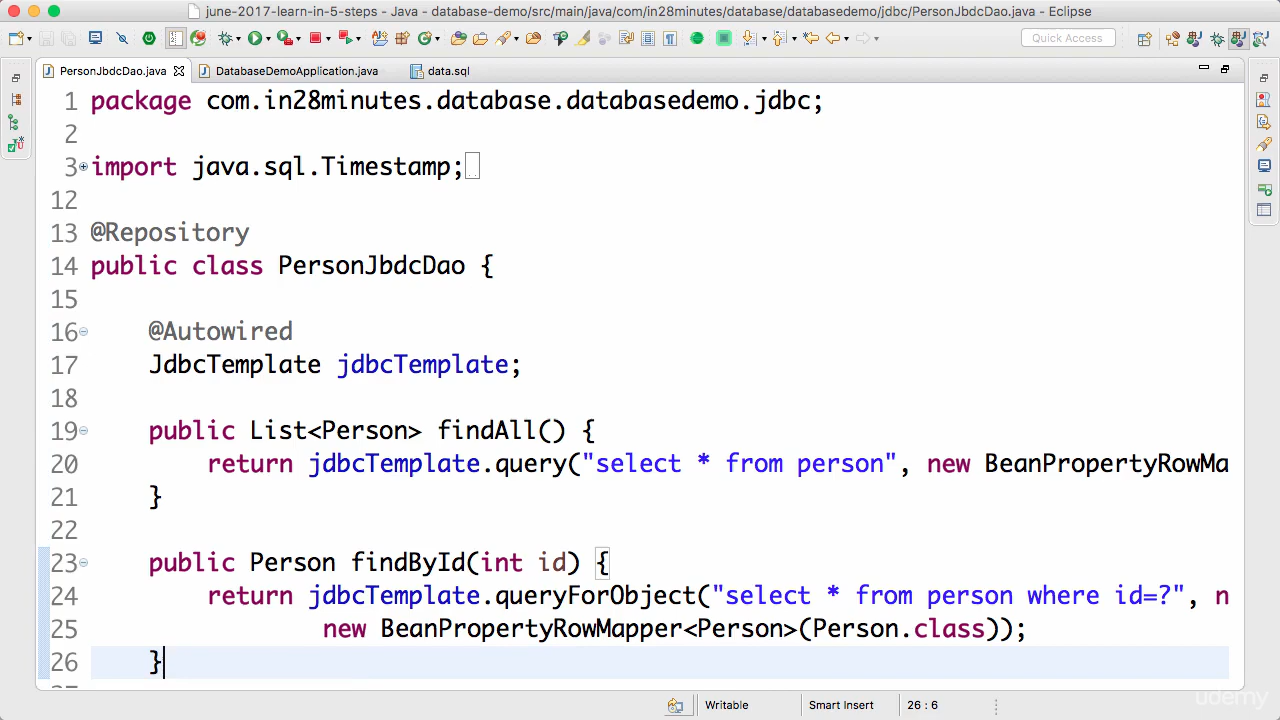 june-2017-learn-in-5-steps - Java - database-demo/src/main/java/com/in28minutes/database/databasedemo/jdbc/PersonJbdcDao.java - Eclipse
Quick Access
PersonJbdcDao.java DatabaseDemoApplication.java data.sql
1 package com.in28minutes.database.databasedemo.jdbc;
2
3 import java.sql.Timestamp;
12
13 @Repository
14 public class PersonJbdcDao {
15
16 @Autowired
17 JdbcTemplate jdbcTemplate;
18
19 public List<Person> findAll() {
20 return jdbcTemplate.query("select * from person", new BeanPropertyRowMa
21 }
22
23 public Person findById(int id) {
24 return jdbcTemplate.queryForObject("select * from person where id=?", n
25 new BeanPropertyRowMapper<Person>(Person.class));
26 }
Writable Smart Insert 26 : 6
udemy